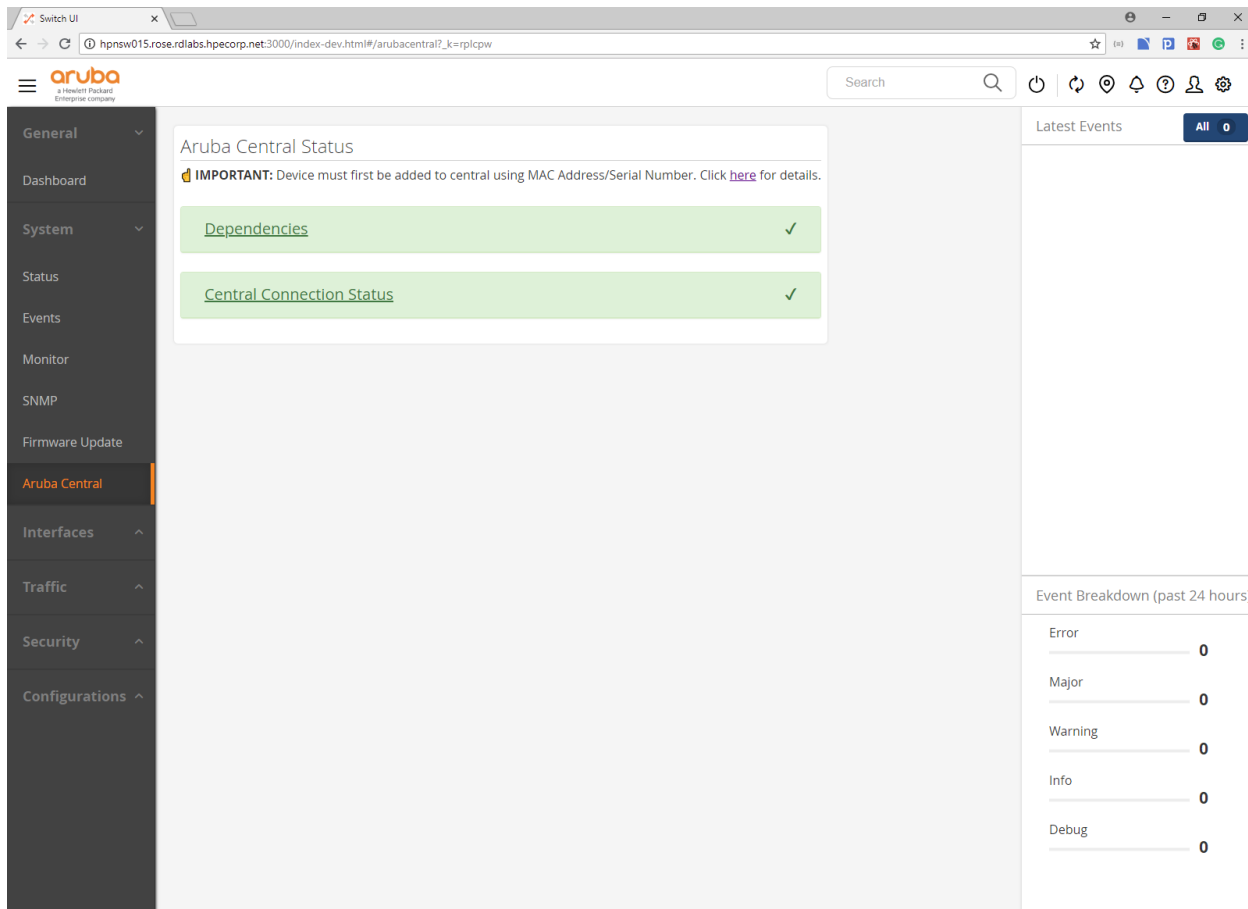 Switch UI
hpnsw015.rose.rdlabs.hpecorp.net:3000/index-dev.html#/arubacentral?_k=rplcpw
aruba
a Hewlett Packard
Enterprise company
Search
General
Dashboard
System
Status
Events
Monitor
SNMP
Firmware Update
Aruba Central
Interfaces
Traffic
Security
Configurations
Aruba Central Status
IMPORTANT: Device must first be added to central using MAC Address/Serial Number. Click here for details.
Dependencies
Central Connection Status
Latest Events
All 0
Event Breakdown (past 24 hours)
Error
0
Major
0
Warning
0
Info
0
Debug
0